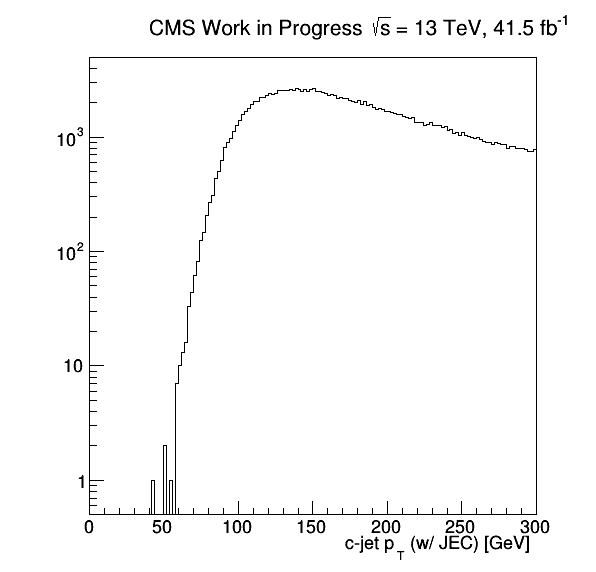 CMS Work in Progress √s = 13 TeV, 41.5 fb⁻¹
10³
10²
10
1
0 50 100 150 200 250 300
c-jet p_T (w/ JEC) [GeV]